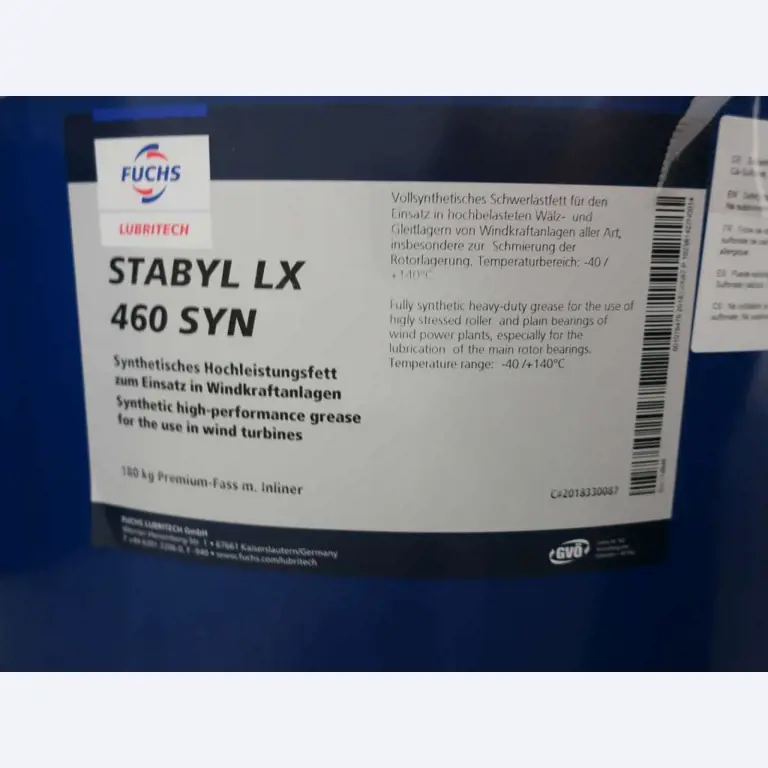 FUCHS
LUBRITECH
STABYL LX
460 SYN
Synthetisches Hochleistungsfett
zum Einsatz in Windkraftanlagen
Synthetic high-performance grease
for the use in wind turbines
180 kg Premium-Fass m. Inliner
Vollsynthetisches Schwerlastfett für den
Einsatz in hochbelasteten Wälz- und
Gleitlagern von Windkraftanlagen aller Art,
insbesondere zur Schmierung der
Rotorlagerung. Temperaturbereich: -40 /
+140°C
Fully synthetic heavy-duty grease for the use of
higly stressed roller and plain bearings of
wind power plants, especially for the
lubrication of the main rotor bearings.
Temperature range: -40 /+140°C
C#2018330087
FUCHS LUBRITECH GmbH
67661 Kaiserslautern/Germany
www.fuchs.com/lubritech
GVÖ